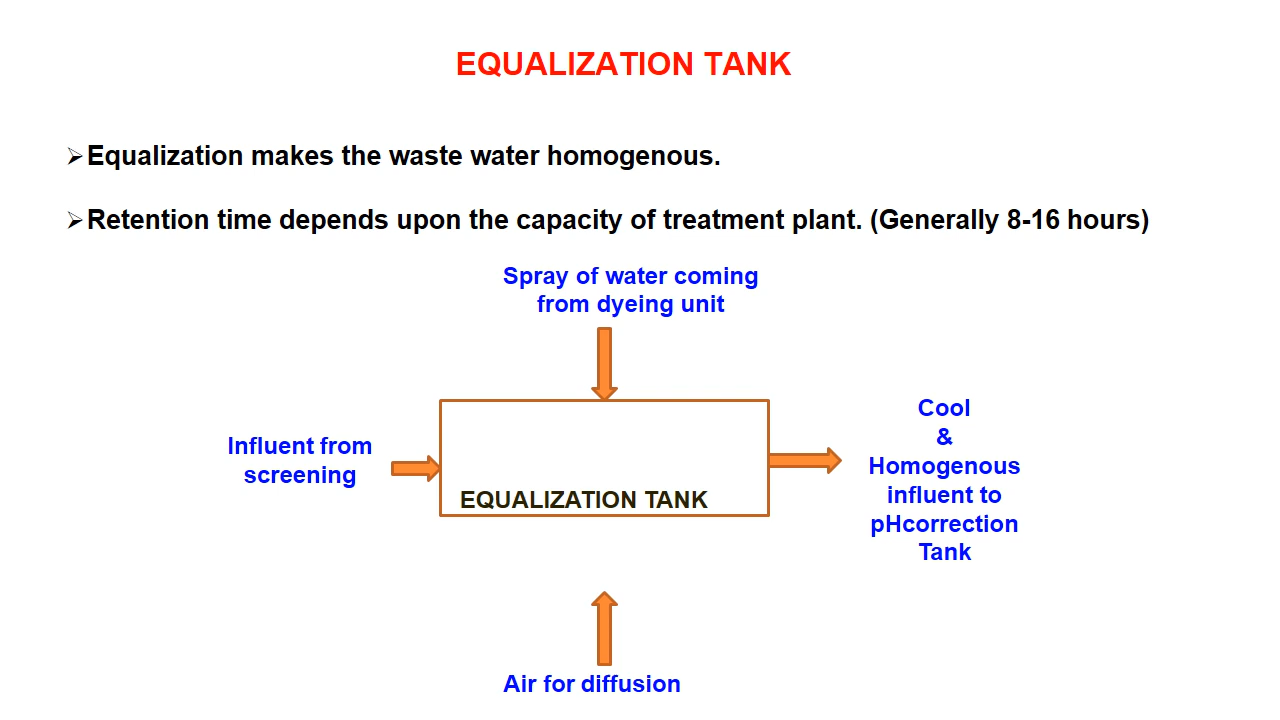 EQUALIZATION TANK
➢Equalization makes the waste water homogenous.
➢Retention time depends upon the capacity of treatment plant. (Generally 8-16 hours)
Spray of water coming
from dyeing unit
Influent from
screening
EQUALIZATION TANK
Cool
&
Homogenous
influent to
pHcorrection
Tank
Air for diffusion